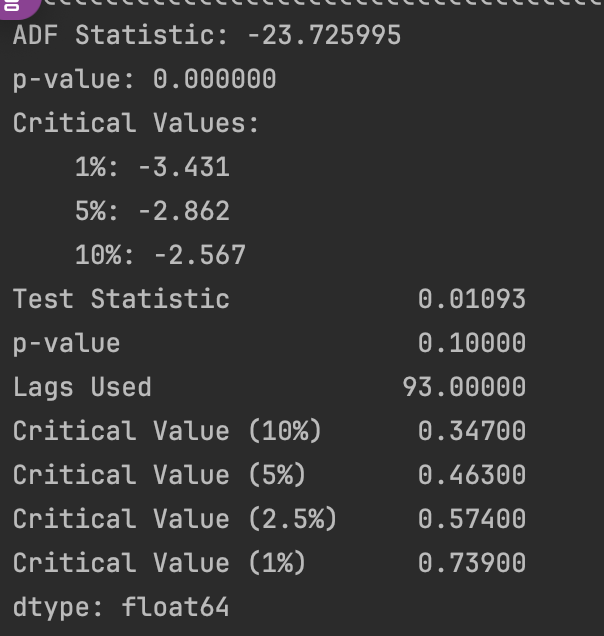 ADF Statistic: -23.725995
p-value: 0.000000
Critical Values:
    1%: -3.431
    5%: -2.862
    10%: -2.567
Test Statistic            0.01093
p-value                   0.10000
Lags Used                93.00000
Critical Value (10%)      0.34700
Critical Value (5%)       0.46300
Critical Value (2.5%)     0.57400
Critical Value (1%)       0.73900
dtype: float64